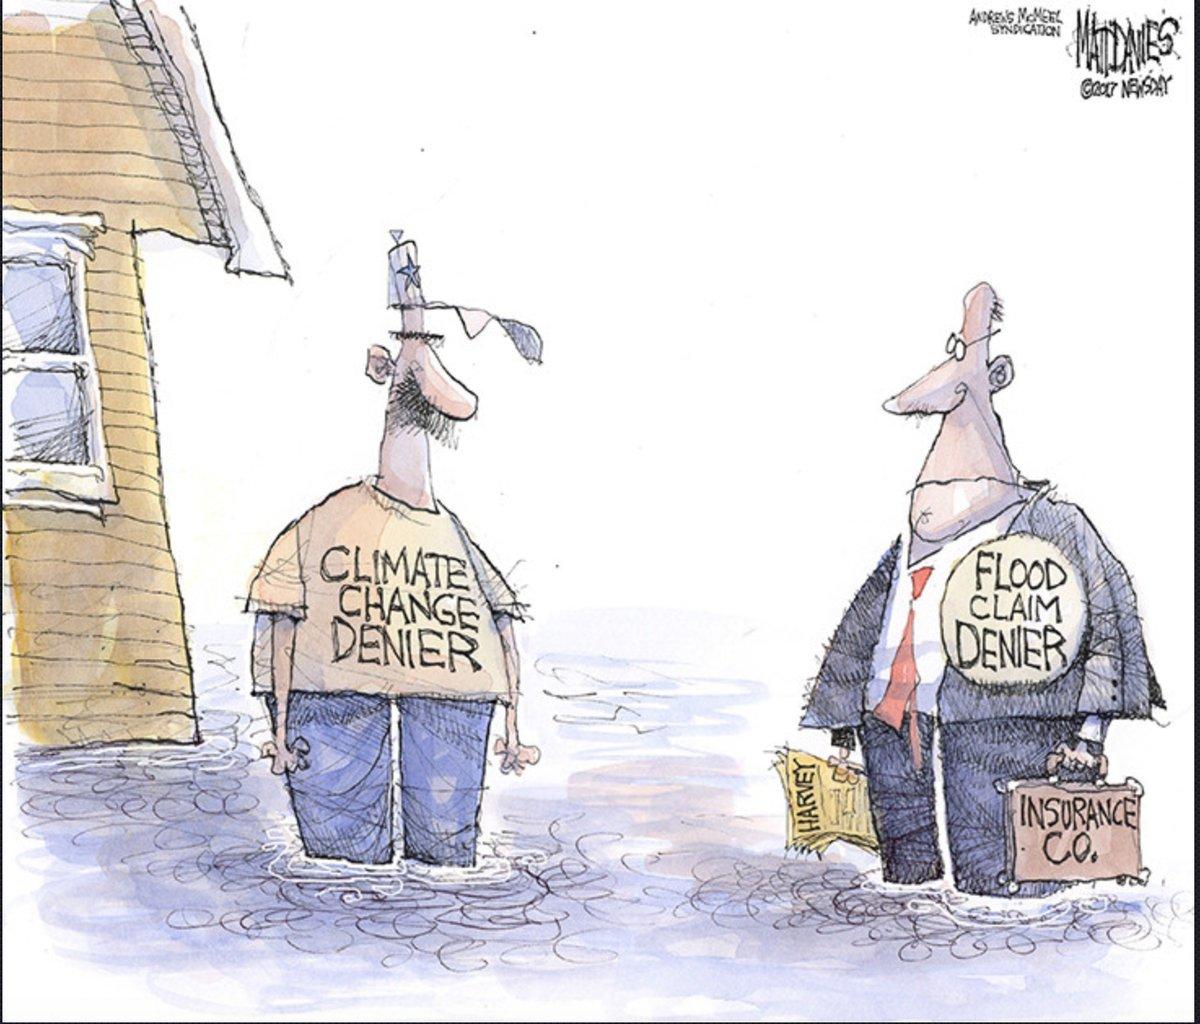 ANDREWS McMEEL
SYNDICATION
MATT DAVIES
©2017 NEWSDAY
CLIMATE
CHANGE
DENIER
FLOOD
CLAIM
DENIER
HARVEY
INSURANCE
CO.